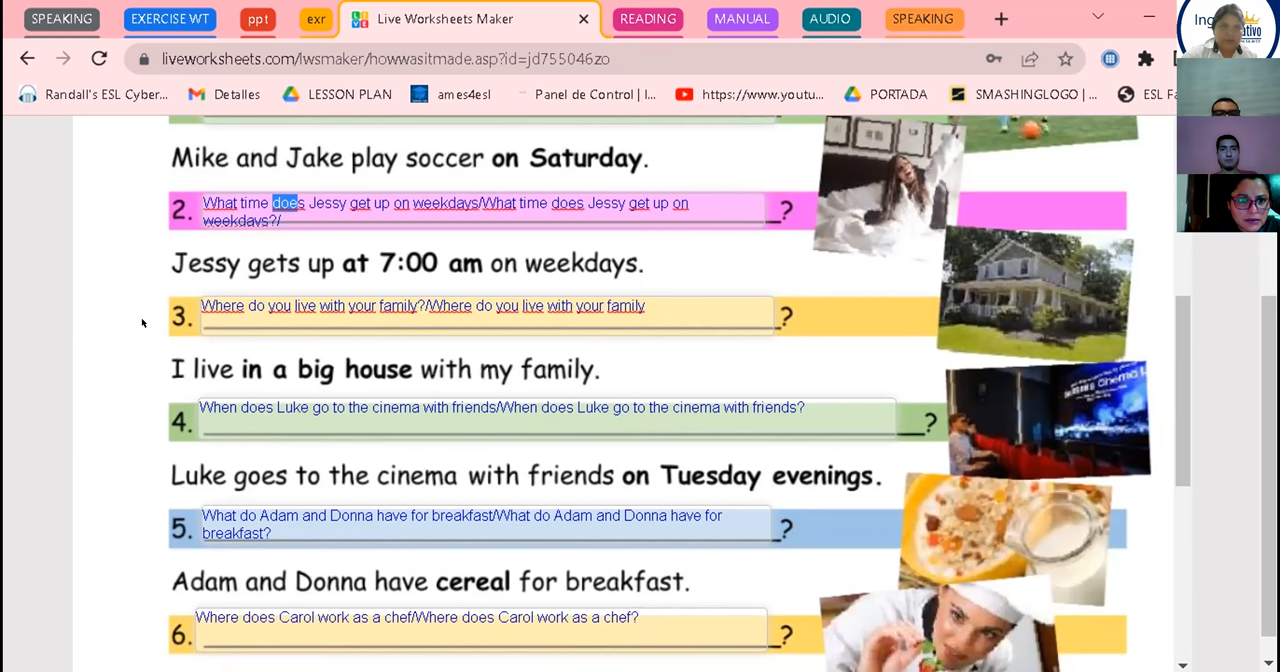 SPEAKING
EXERCISE WT
ppt
exr
Live Worksheets Maker
READING
MANUAL
AUDIO
SPEAKING
liveworksheets.com/lwsmaker/howwasitmade.asp?id=jd755046zo
Randall's ESL Cyber...
Detalles
LESSON PLAN
ames4esl
Panel de Control | I...
https://www.youtu...
PORTADA
SMASHINGLOGO | ...
Mike and Jake play soccer on Saturday.
2. What time does Jessy get up on weekdays/What time does Jessy get up on
weekdays?/
?
Jessy gets up at 7:00 am on weekdays.
3. Where do you live with your family?/Where do you live with your family
?
I live in a big house with my family.
4. When does Luke go to the cinema with friends/When does Luke go to the cinema with friends?
?
Luke goes to the cinema with friends on Tuesday evenings.
5. What do Adam and Donna have for breakfast/What do Adam and Donna have for
breakfast?
?
Adam and Donna have cereal for breakfast.
6. Where does Carol work as a chef/Where does Carol work as a chef?
?